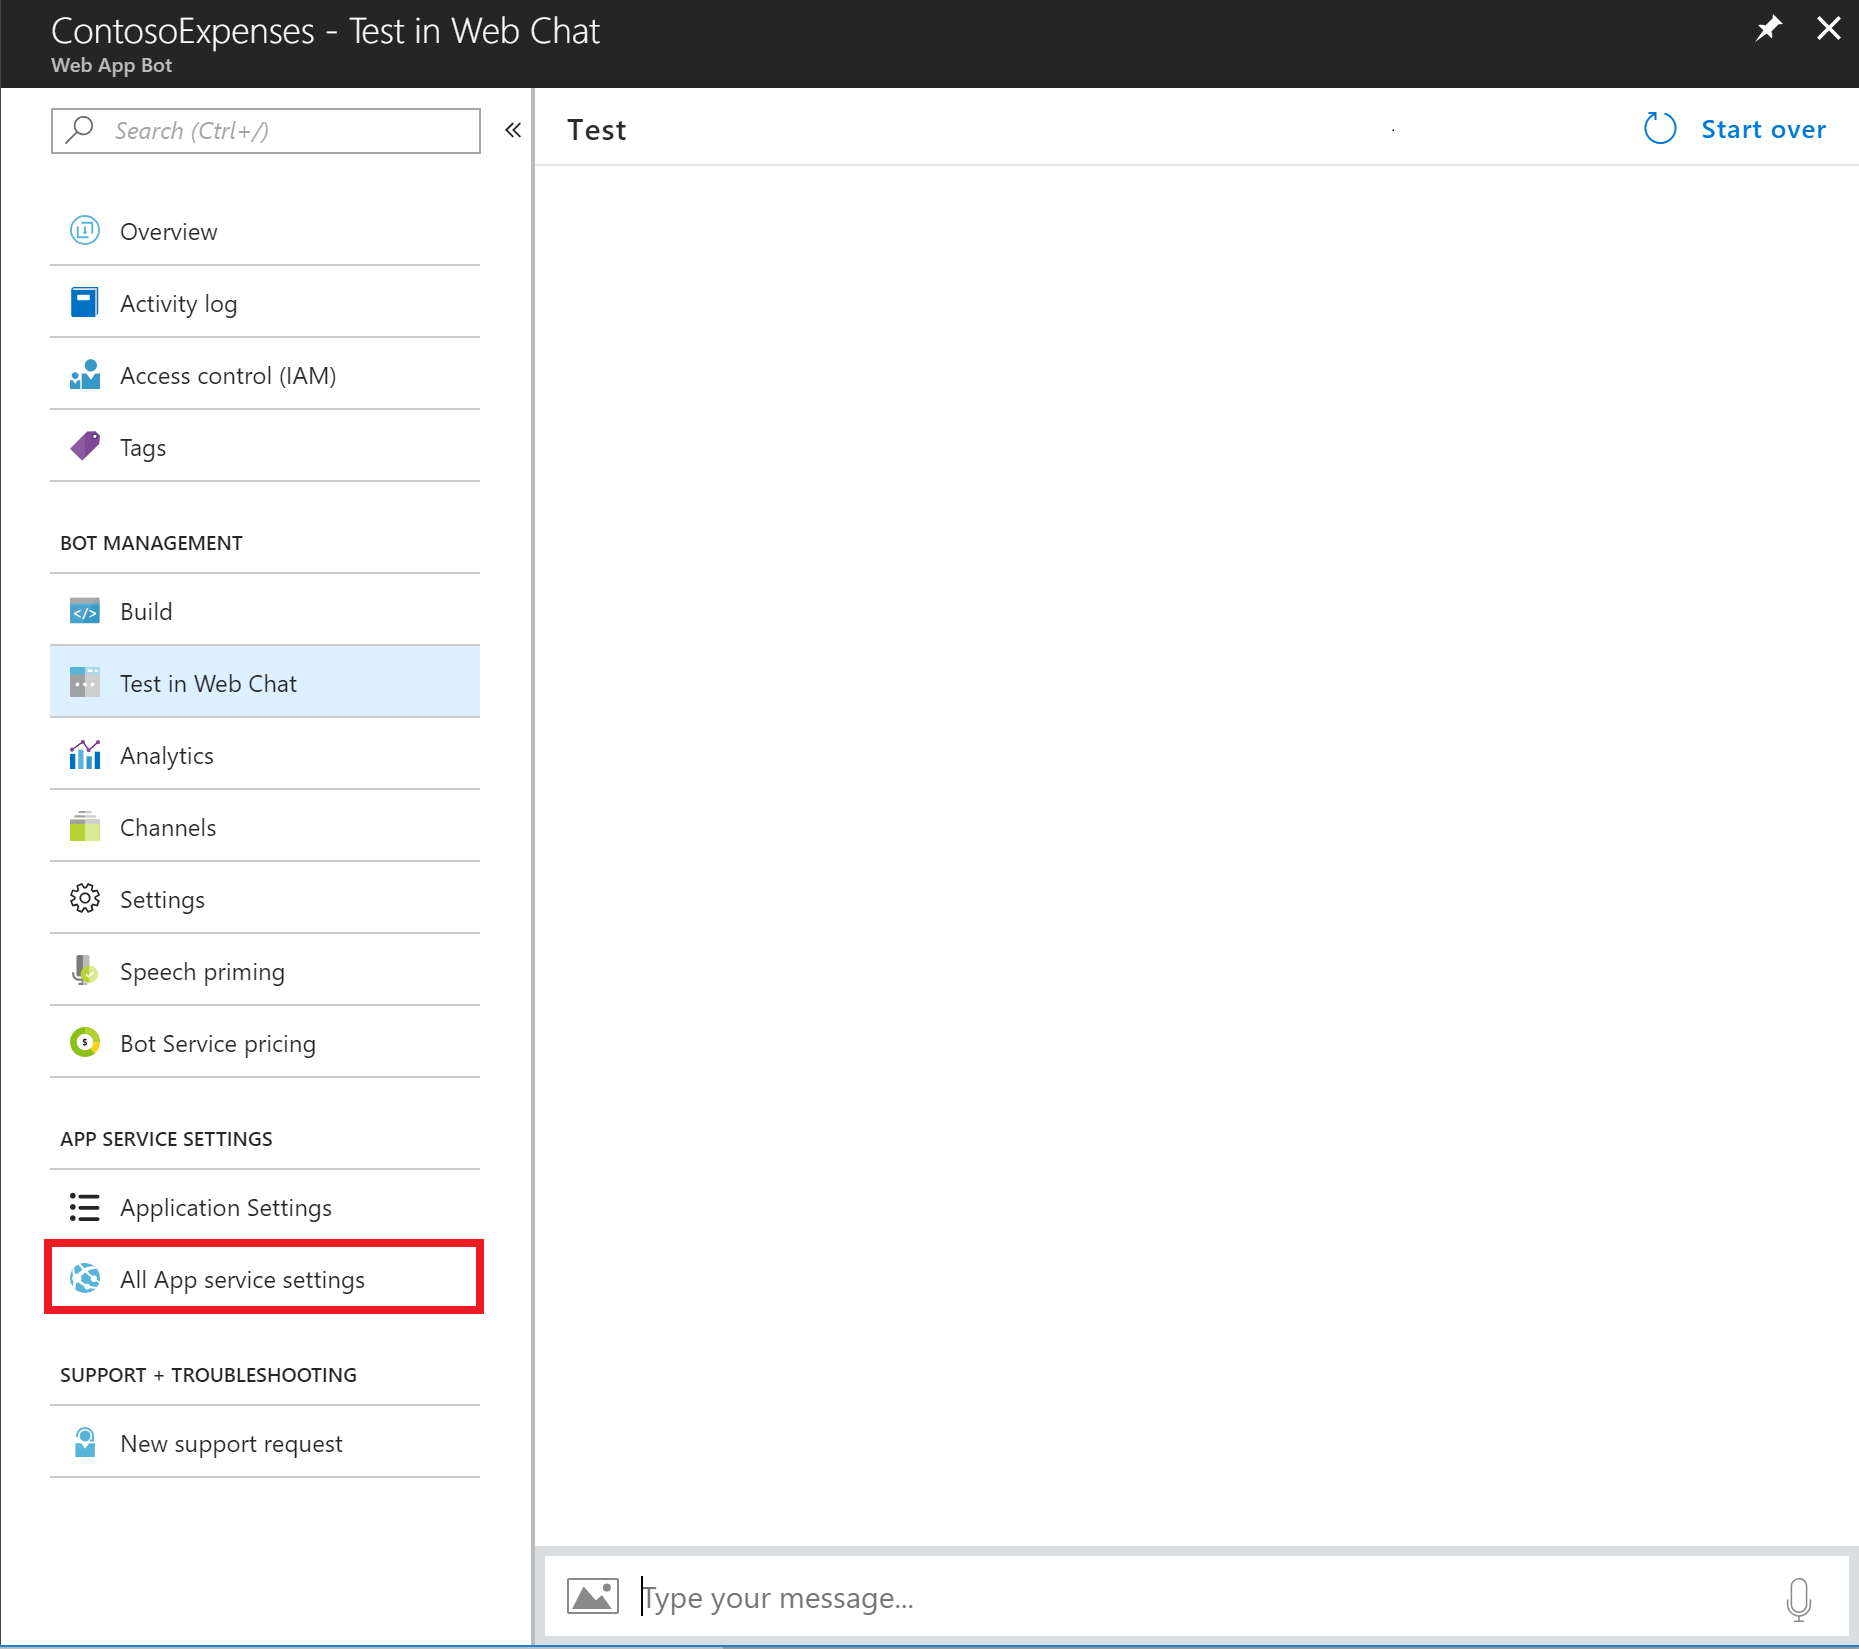 ContosoExpenses - Test in Web Chat
Web App Bot
Search (Ctrl+/)
«
Overview
Activity log
Access control (IAM)
Tags
BOT MANAGEMENT
Build
Test in Web Chat
Analytics
Channels
Settings
Speech priming
Bot Service pricing
APP SERVICE SETTINGS
Application Settings
All App service settings
SUPPORT + TROUBLESHOOTING
New support request
Test
Start over
Type your message...